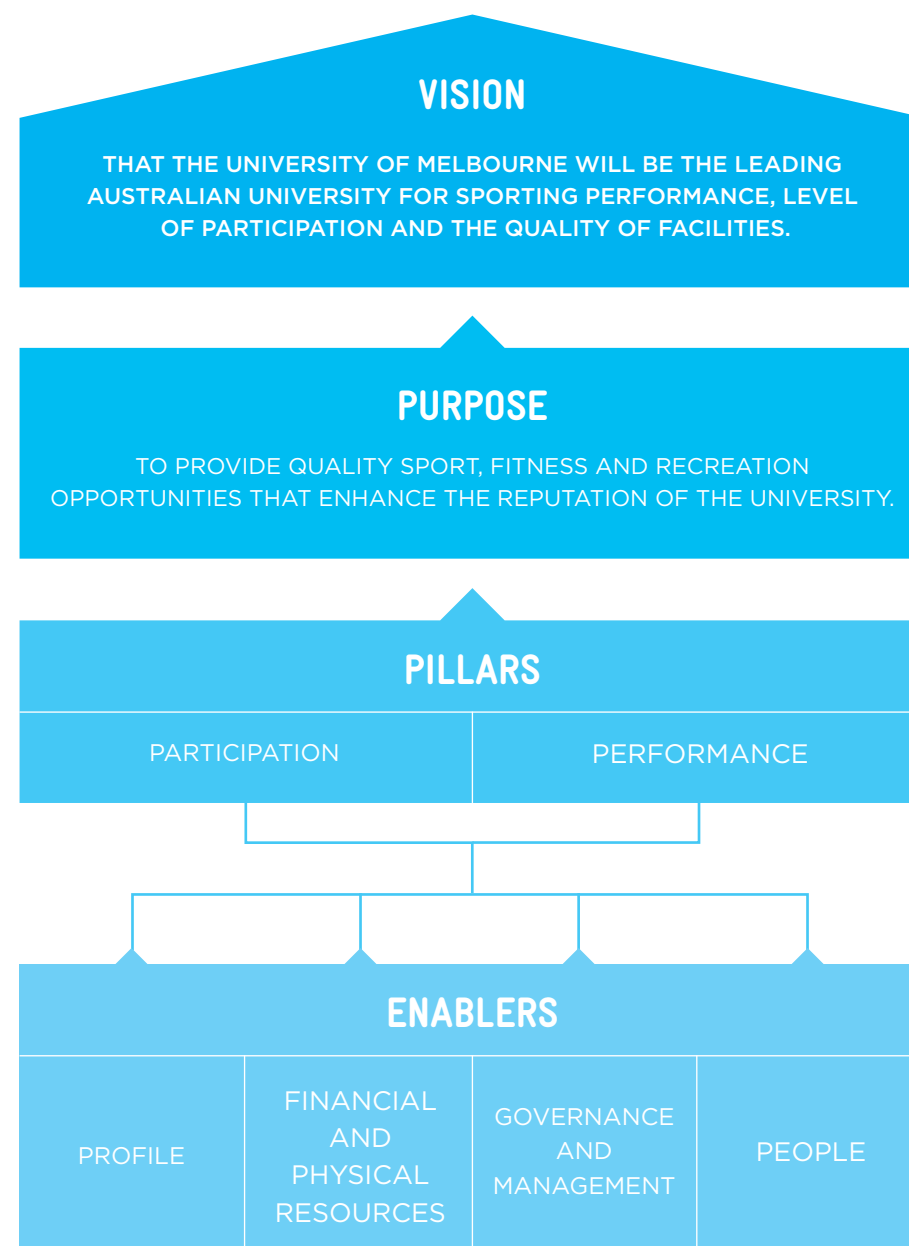 VISION
THAT THE UNIVERSITY OF MELBOURNE WILL BE THE LEADING
AUSTRALIAN UNIVERSITY FOR SPORTING PERFORMANCE, LEVEL
OF PARTICIPATION AND THE QUALITY OF FACILITIES.
PURPOSE
TO PROVIDE QUALITY SPORT, FITNESS AND RECREATION
OPPORTUNITIES THAT ENHANCE THE REPUTATION OF THE UNIVERSITY.
PILLARS
PARTICIPATION
PERFORMANCE
ENABLERS
PROFILE
FINANCIAL
AND
PHYSICAL
RESOURCES
GOVERNANCE
AND
MANAGEMENT
PEOPLE